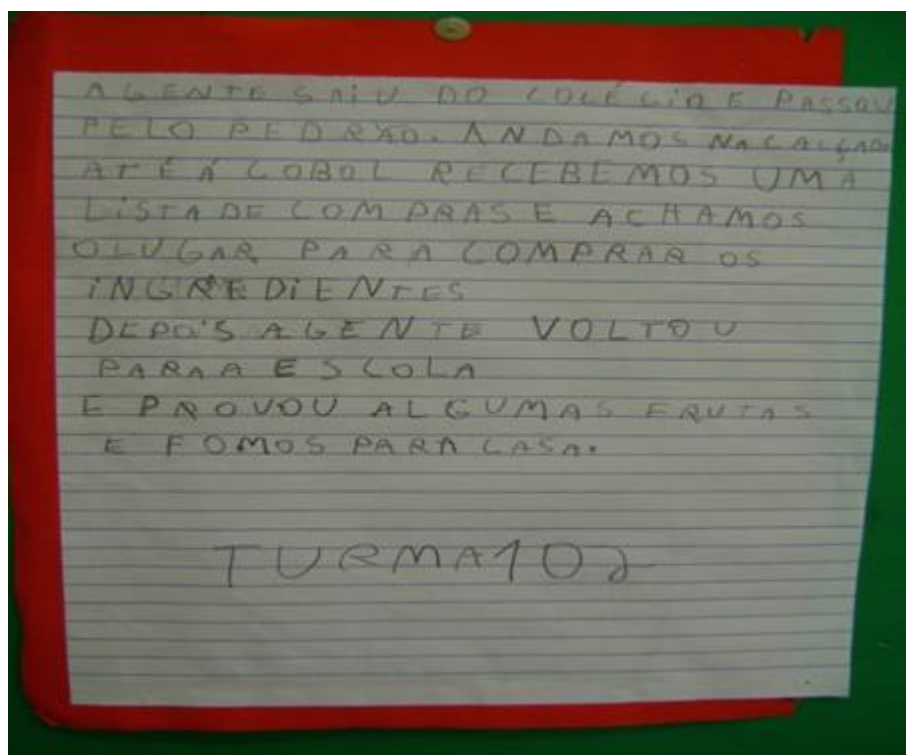 A GENTE SAIU DO COLÉGIO E PASSOU
PELO PEDRÃO. ANDAMOS NA CALÇADA
ATÉ Á COBOL RECEBEMOS UMA
LISTA DE COMPRAS E ACHAMOS
O LUGAR PARA COMPRAR OS
INGREDIENTES
DEPOIS A GENTE VOLTOU
PARA A ESCOLA
E PROVOU ALGUMAS FRUTAS
E FOMOS PARA CASA.
TURMA 102